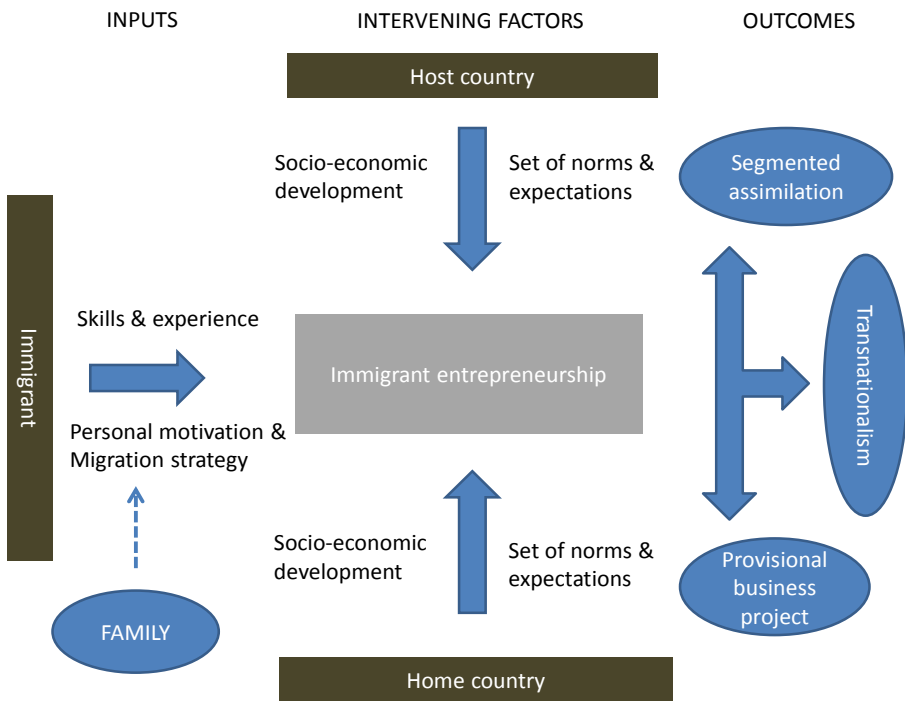 INPUTS
INTERVENING FACTORS
OUTCOMES
Host country
Socio-economic
development
Set of norms &
expectations
Segmented
assimilation
Immigrant
Skills & experience
Personal motivation &
Migration strategy
Immigrant entrepreneurship
Transnationalism
Socio-economic
development
Set of norms &
expectations
Provisional
business
project
FAMILY
Home country